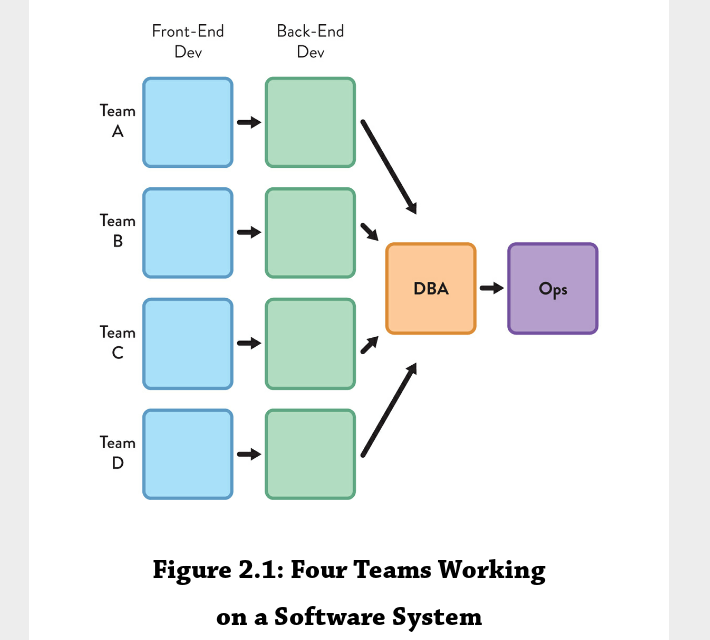 Front-End
Dev
Back-End
Dev
Team
A
Team
B
DBA
Ops
Team
C
Team
D
Figure 2.1: Four Teams Working
on a Software System